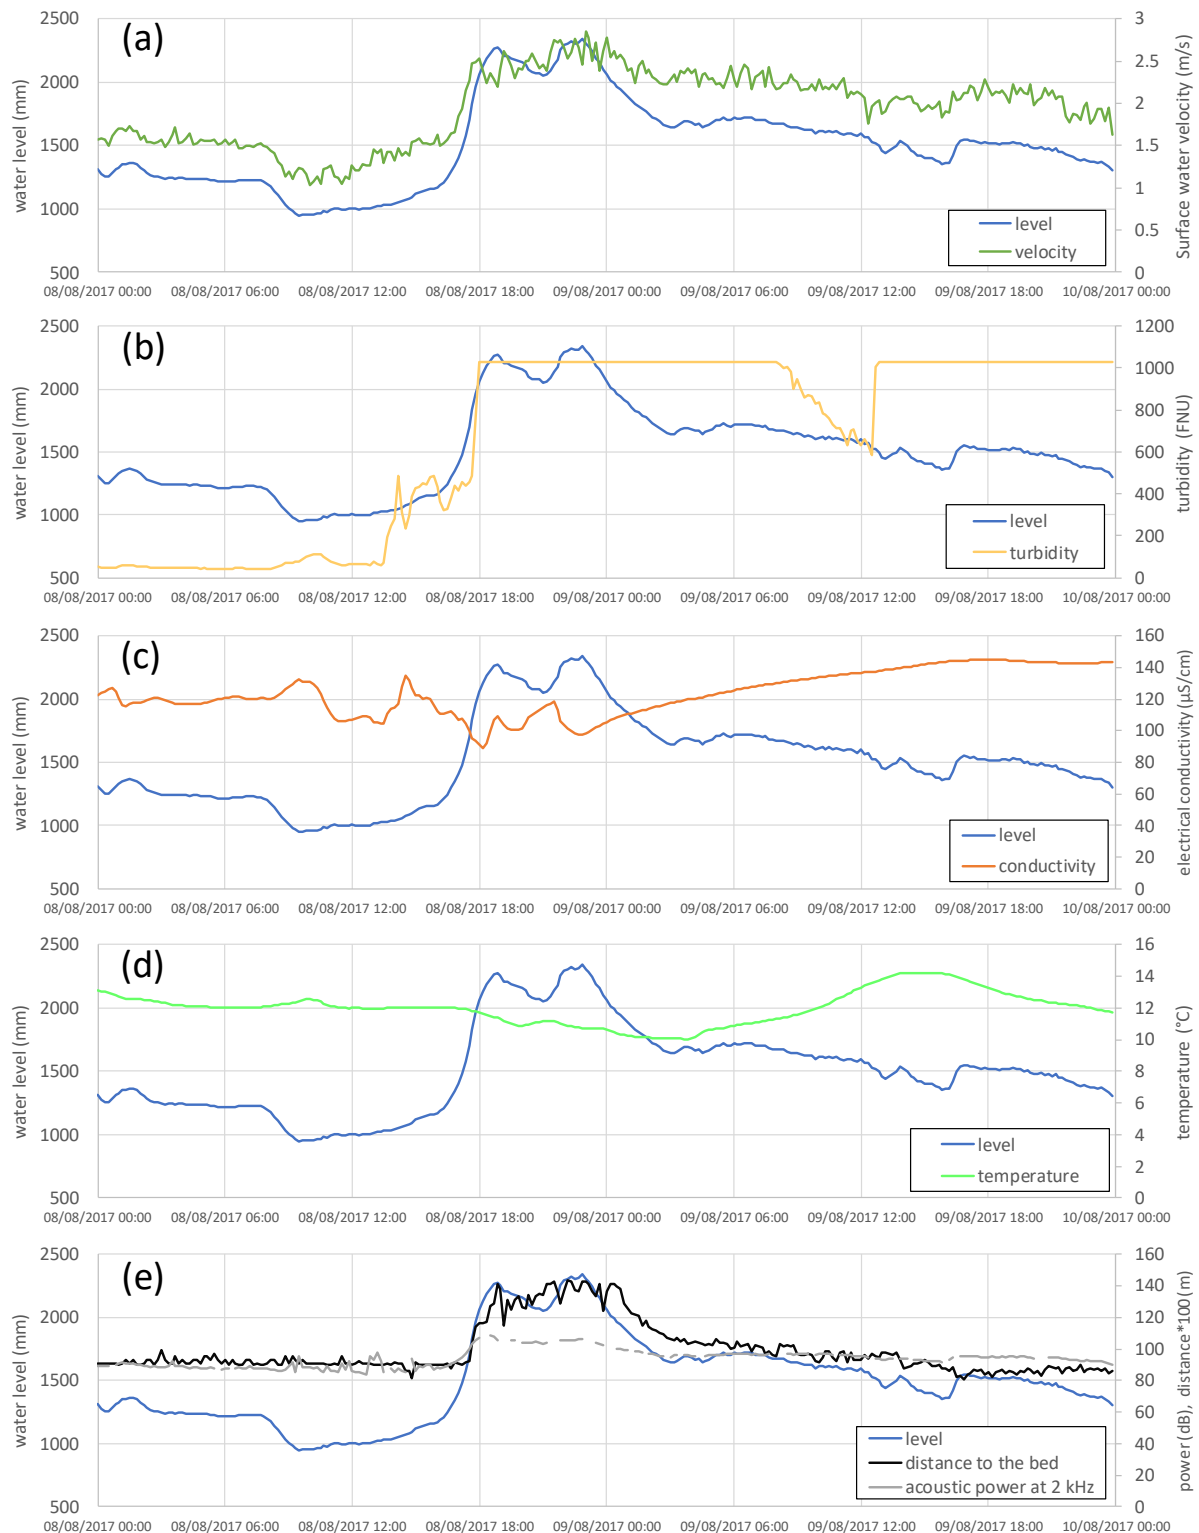 (a)
water level (mm)
2500
2000
1500
1000
500
3
2.5
2
1.5
1
0.5
0
Surface water velocity (m/s)
level
velocity
08/08/2017 00:00 08/08/2017 06:00 08/08/2017 12:00 08/08/2017 18:00 09/08/2017 00:00 09/08/2017 06:00 09/08/2017 12:00 09/08/2017 18:00 10/08/2017 00:00
(b)
water level (mm)
2500
2000
1500
1000
500
1200
1000
800
600
400
200
0
turbidity (FNU)
level
turbidity
08/08/2017 00:00 08/08/2017 06:00 08/08/2017 12:00 08/08/2017 18:00 09/08/2017 00:00 09/08/2017 06:00 09/08/2017 12:00 09/08/2017 18:00 10/08/2017 00:00
(c)
water level (mm)
2500
2000
1500
1000
500
160
140
120
100
80
60
40
20
0
electrical conductivity (µS/cm)
level
conductivity
08/08/2017 00:00 08/08/2017 06:00 08/08/2017 12:00 08/08/2017 18:00 09/08/2017 00:00 09/08/2017 06:00 09/08/2017 12:00 09/08/2017 18:00 10/08/2017 00:00
(d)
water level (mm)
2500
2000
1500
1000
500
16
14
12
10
8
6
4
2
0
temperature (°C)
level
temperature
08/08/2017 00:00 08/08/2017 06:00 08/08/2017 12:00 08/08/2017 18:00 09/08/2017 00:00 09/08/2017 06:00 09/08/2017 12:00 09/08/2017 18:00 10/08/2017 00:00
(e)
water level (mm)
2500
2000
1500
1000
500
160
140
120
100
80
60
40
20
0
power (dB), distance*100 (m)
level
distance to the bed
acoustic power at 2 kHz
08/08/2017 00:00 08/08/2017 06:00 08/08/2017 12:00 08/08/2017 18:00 09/08/2017 00:00 09/08/2017 06:00 09/08/2017 12:00 09/08/2017 18:00 10/08/2017 00:00